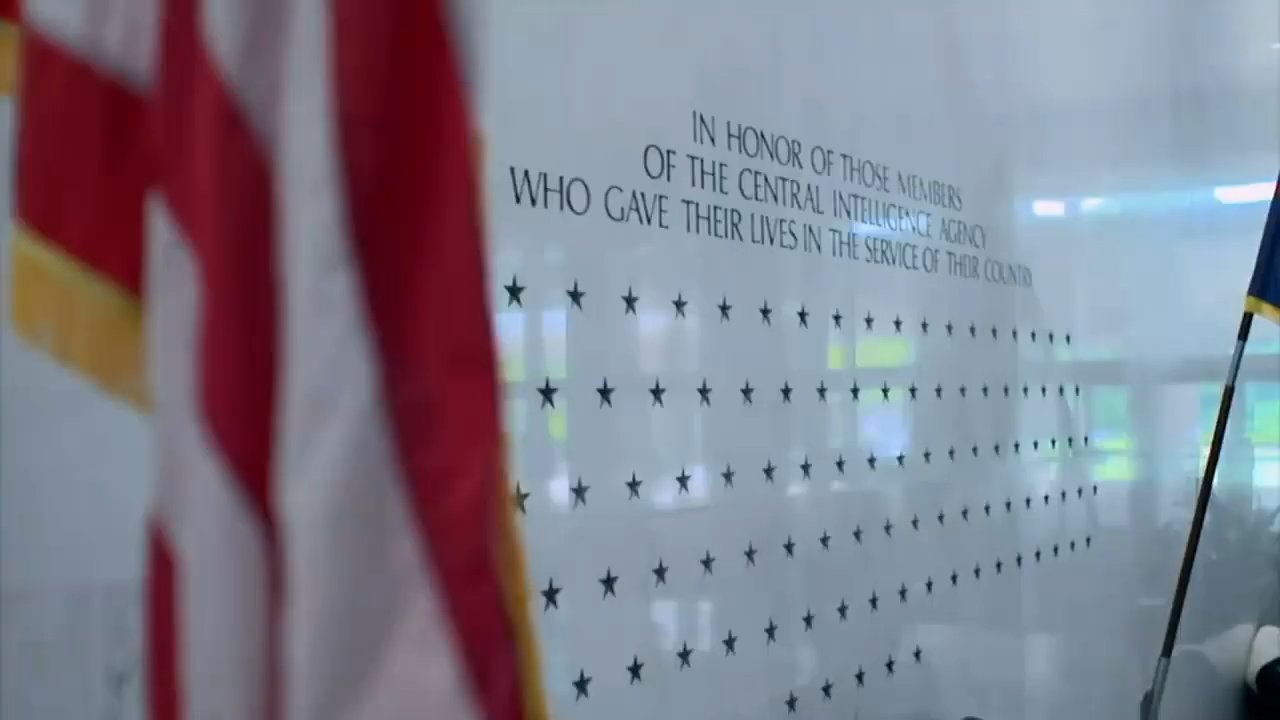 IN HONOR OF THOSE MEMBERS
OF THE CENTRAL INTELLIGENCE AGENCY
WHO GAVE THEIR LIVES IN THE SERVICE OF THEIR COUNTRY